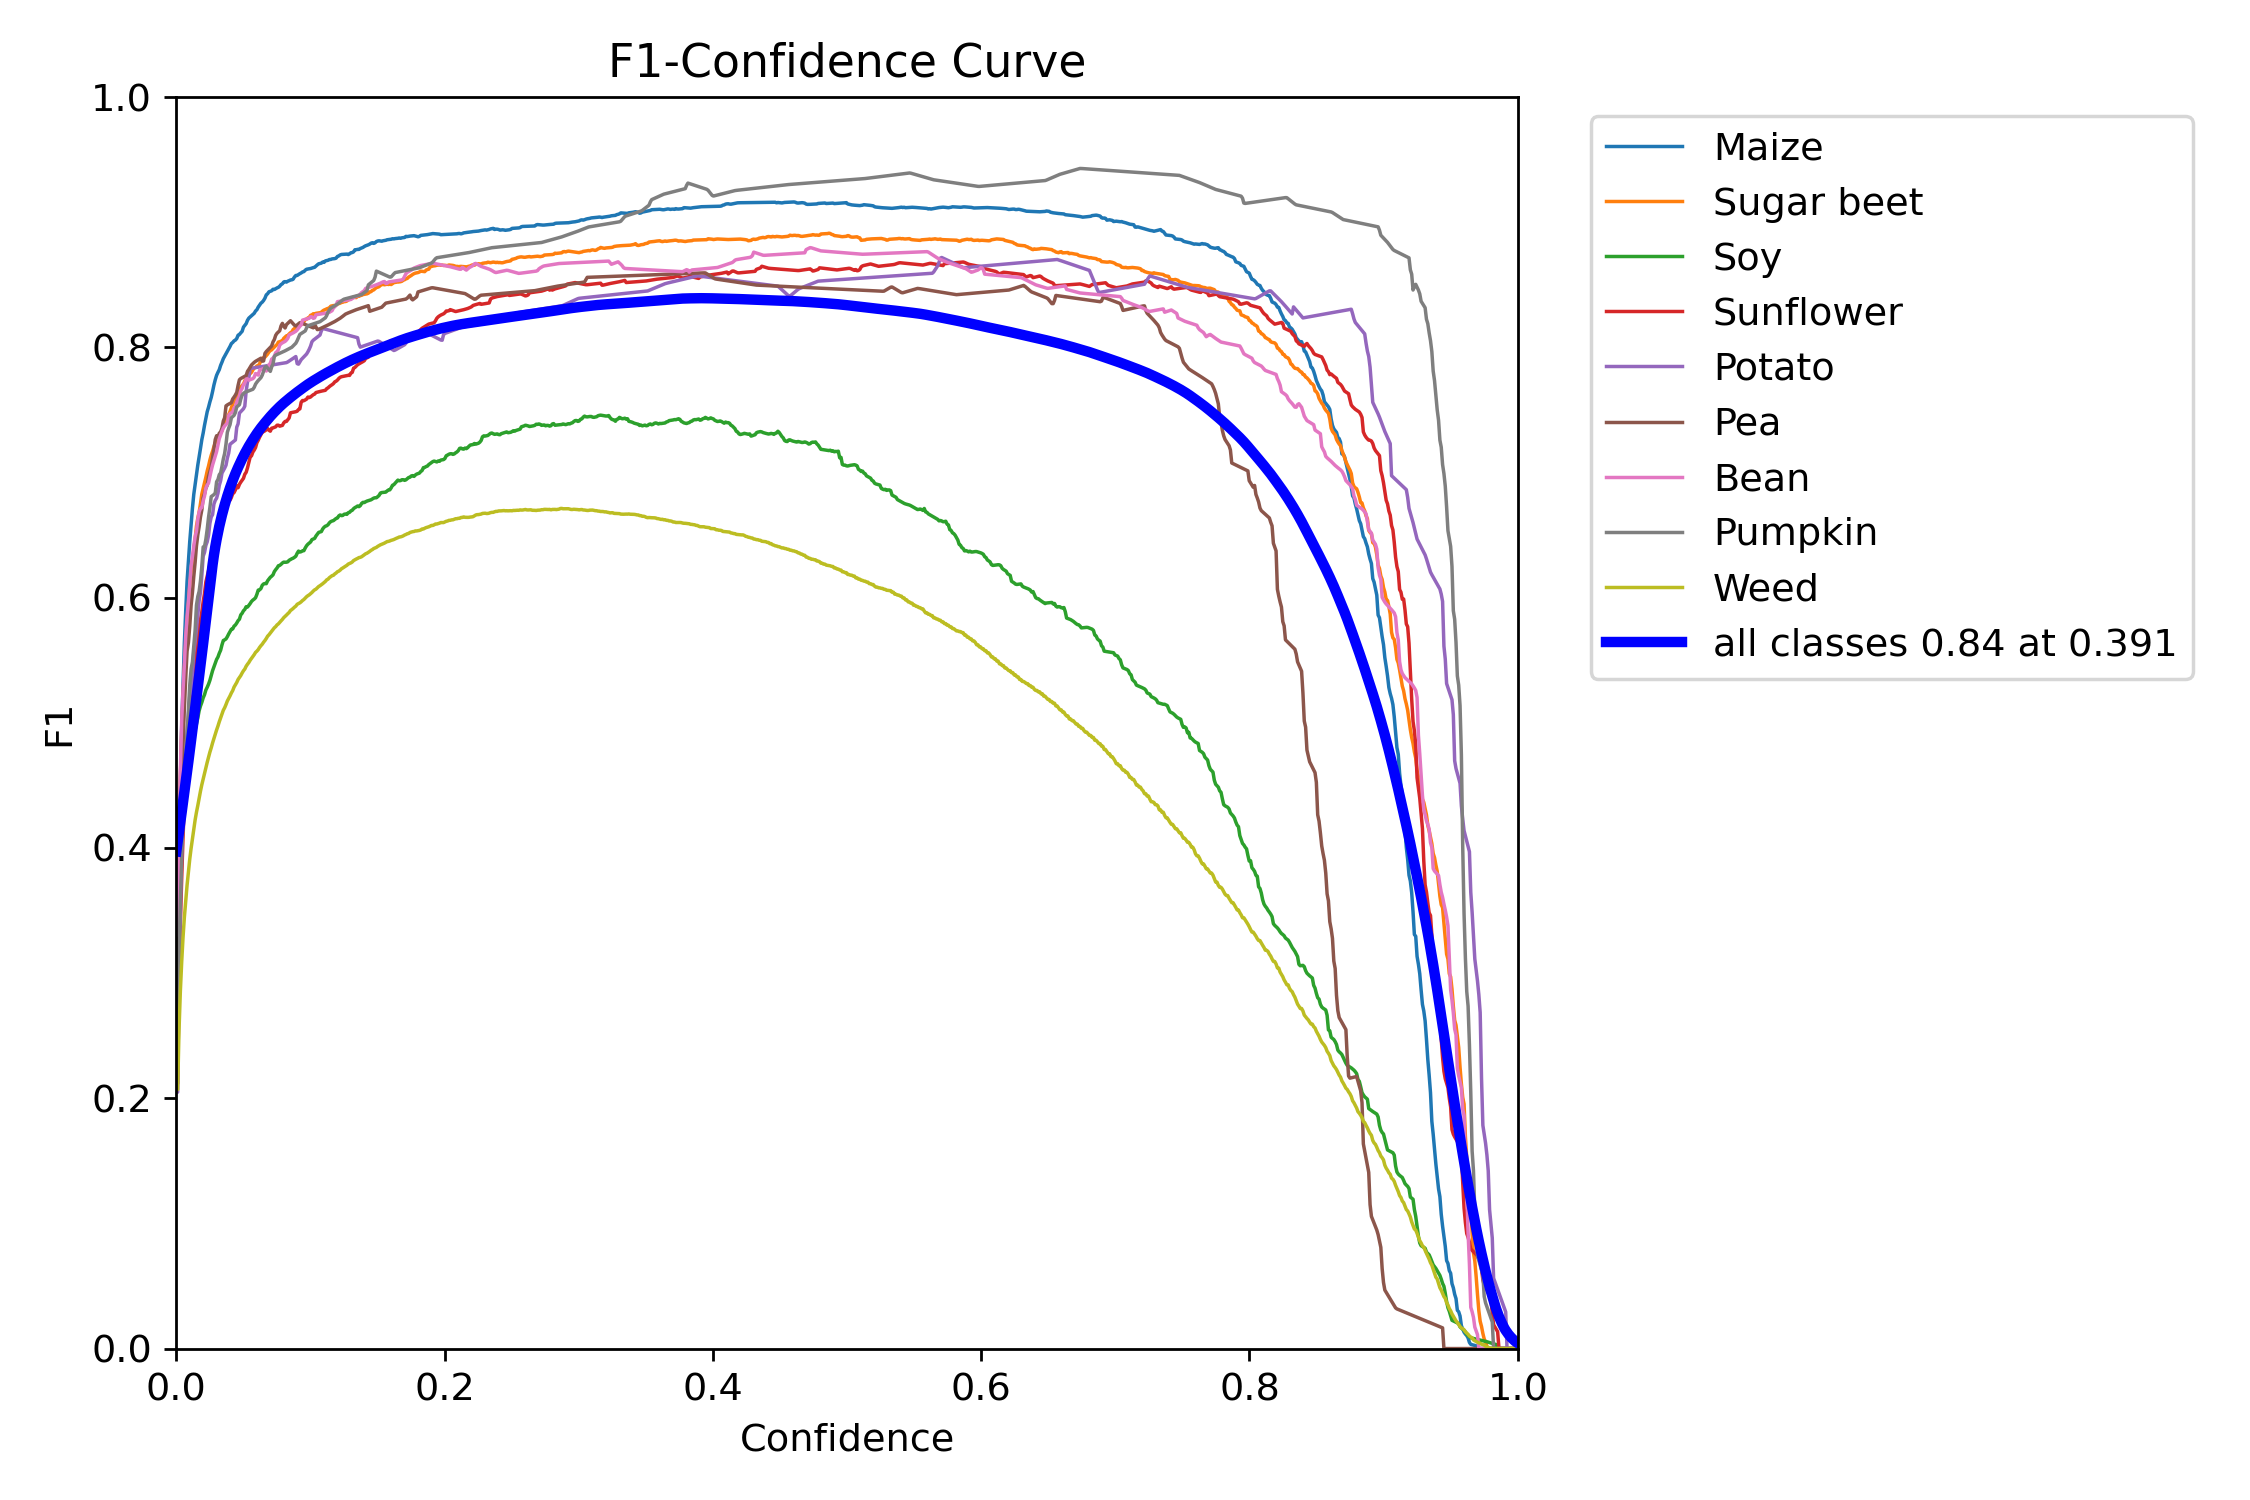 F1-Confidence Curve
1.0
0.8
0.6
0.4
0.2
0.0
F1
0.0 0.2 0.4 0.6 0.8 1.0
Confidence
Maize
Sugar beet
Soy
Sunflower
Potato
Pea
Bean
Pumpkin
Weed
all classes 0.84 at 0.391